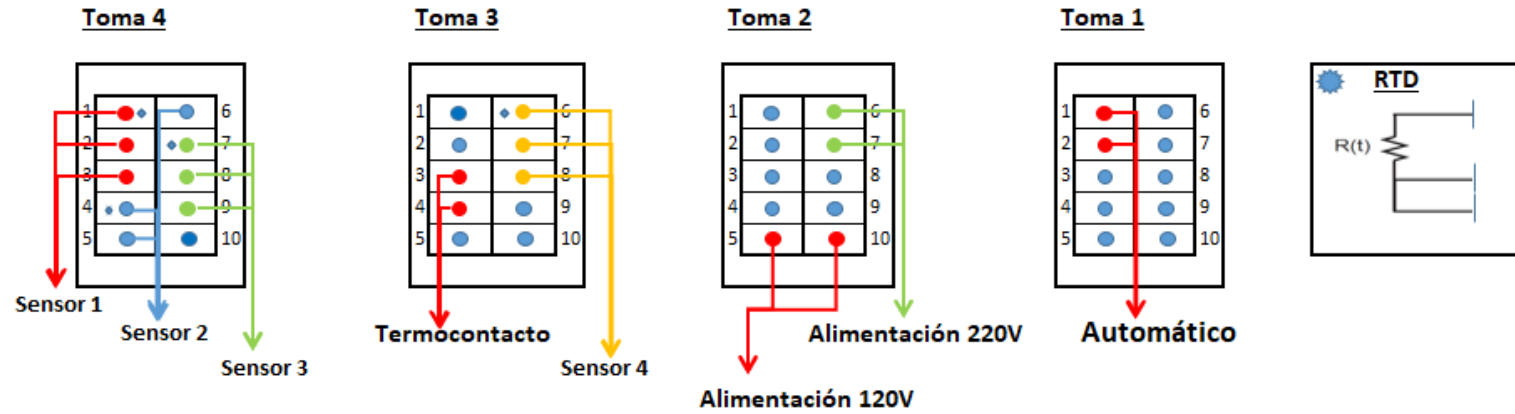 Toma 4
Toma 3
Toma 2
Toma 1
RTD
R(t)
1 6
2 7
3 8
4 9
5 10
1 6
2 7
3 8
4 9
5 10
1 6
2 7
3 8
4 9
5 10
1 6
2 7
3 8
4 9
5 10
Sensor 1
Sensor 2
Sensor 3
Termocontacto
Sensor 4
Alimentación 220V
Alimentación 120V
Automático